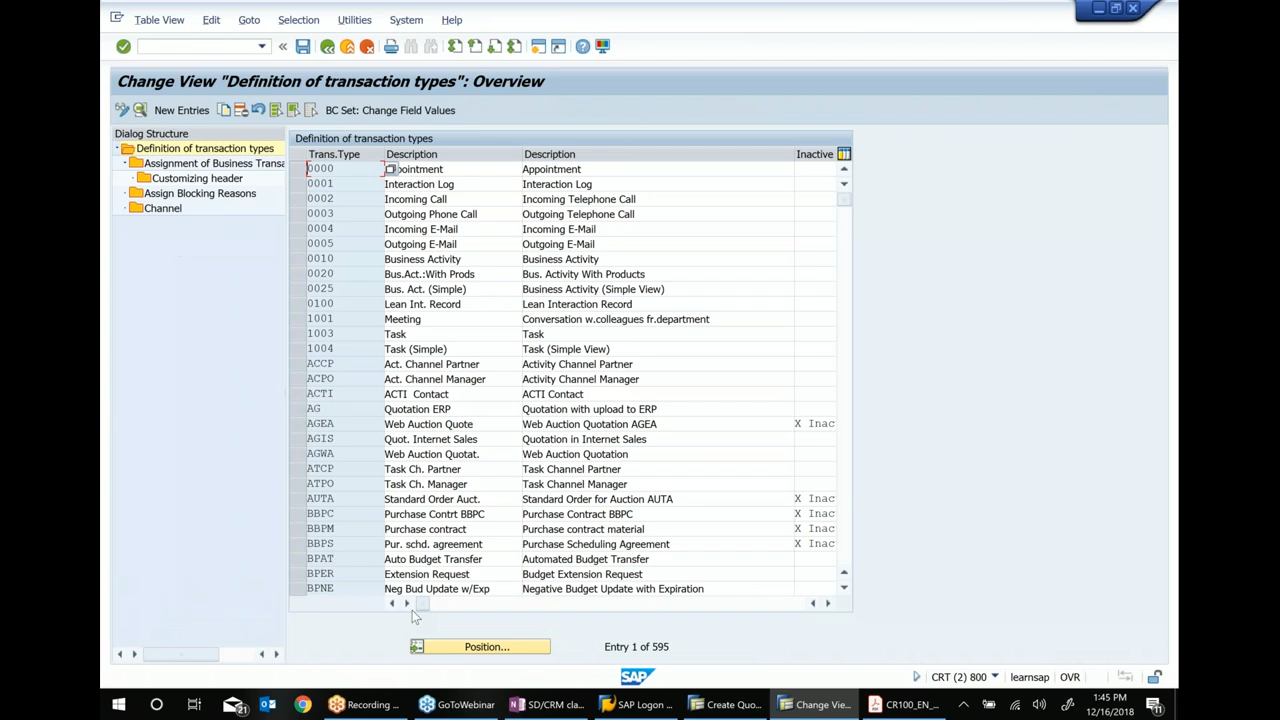 Table View Edit Goto Selection Utilities System Help
Change View "Definition of transaction types": Overview
New Entries BC Set: Change Field Values
Dialog Structure
Definition of transaction types
Assignment of Business Transa
Customizing header
Assign Blocking Reasons
Channel
Definition of transaction types
Trans.Type Description Description Inactive
0000 pointment Appointment
0001 Interaction Log Interaction Log
0002 Incoming Call Incoming Telephone Call
0003 Outgoing Phone Call Outgoing Telephone Call
0004 Incoming E-Mail Incoming E-Mail
0005 Outgoing E-Mail Outgoing E-Mail
0010 Business Activity Business Activity
0020 Bus.Act.:With Prods Bus. Activity With Products
0025 Bus. Act. (Simple) Business Activity (Simple View)
0100 Lean Int. Record Lean Interaction Record
1001 Meeting Conversation w.colleagues fr.department
1003 Task Task
1004 Task (Simple) Task (Simple View)
ACCP Act. Channel Partner Activity Channel Partner
ACPO Act. Channel Manager Activity Channel Manager
ACTI ACTI Contact ACTI Contact
AG Quotation ERP Quotation with upload to ERP
AGEA Web Auction Quote Web Auction Quotation AGEA X Inac
AGIS Quot. Internet Sales Quotation in Internet Sales
AGWA Web Auction Quotat. Web Auction Quotation
ATCP Task Ch. Partner Task Channel Partner
ATPO Task Ch. Manager Task Channel Manager
AUTA Standard Order Auct. Standard Order for Auction AUTA X Inac
BBPC Purchase Contrt BBPC Purchase Contract BBPC X Inac
BBPM Purchase contract Purchase contract material
BBPS Pur. schd. agreement Purchase Scheduling Agreement X Inac
BPAT Auto Budget Transfer Automated Budget Transfer
BPER Extension Request Budget Extension Request
BPNE Neg Bud Update w/Exp Negative Budget Update with Expiration
Position... Entry 1 of 595
SAP CRT (2) 800 learnsap OVR
21 Recording ... GoToWebinar SD/CRM cla... SAP Logon ... Create Quo... Change Vie... CR100_EN_... 1:45 PM
12/16/2018 11